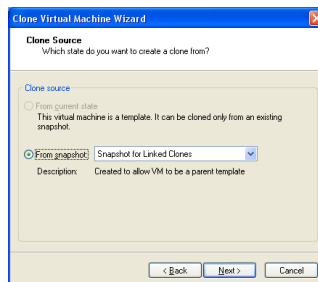 Clone Virtual Machine Wizard
Clone Source
Which state do you want to create a clone from?
Clone source
From current state
This virtual machine is a template. It can be cloned only from an existing
snapshot.
From snapshot: Snapshot for Linked Clones
Description: Created to allow VM to be a parent template
< Back Next > Cancel